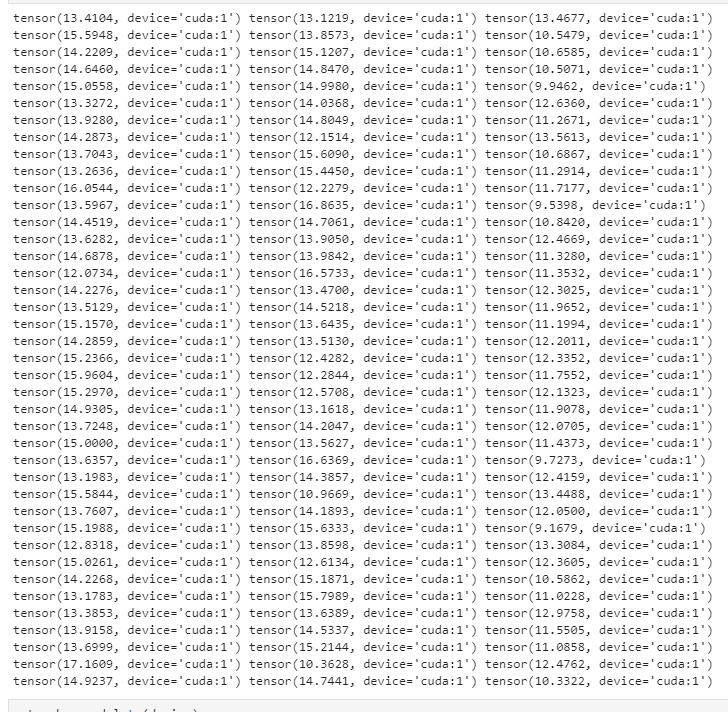 tensor(13.4104, device='cuda:1') tensor(13.1219, device='cuda:1') tensor(13.4677, device='cuda:1')
tensor(15.5948, device='cuda:1') tensor(13.8573, device='cuda:1') tensor(10.5479, device='cuda:1')
tensor(14.2209, device='cuda:1') tensor(15.1207, device='cuda:1') tensor(10.6585, device='cuda:1')
tensor(14.6460, device='cuda:1') tensor(14.8470, device='cuda:1') tensor(10.5071, device='cuda:1')
tensor(15.0558, device='cuda:1') tensor(14.9980, device='cuda:1') tensor(9.9462, device='cuda:1')
tensor(13.3272, device='cuda:1') tensor(14.0368, device='cuda:1') tensor(12.6360, device='cuda:1')
tensor(13.9280, device='cuda:1') tensor(14.8049, device='cuda:1') tensor(11.2671, device='cuda:1')
tensor(14.2873, device='cuda:1') tensor(12.1514, device='cuda:1') tensor(13.5613, device='cuda:1')
tensor(13.7043, device='cuda:1') tensor(15.6090, device='cuda:1') tensor(10.6867, device='cuda:1')
tensor(13.2636, device='cuda:1') tensor(15.4450, device='cuda:1') tensor(11.2914, device='cuda:1')
tensor(16.0544, device='cuda:1') tensor(12.2279, device='cuda:1') tensor(11.7177, device='cuda:1')
tensor(13.5967, device='cuda:1') tensor(16.8635, device='cuda:1') tensor(9.5398, device='cuda:1')
tensor(14.4519, device='cuda:1') tensor(14.7061, device='cuda:1') tensor(10.8420, device='cuda:1')
tensor(13.6282, device='cuda:1') tensor(13.9050, device='cuda:1') tensor(12.4669, device='cuda:1')
tensor(14.6878, device='cuda:1') tensor(13.9842, device='cuda:1') tensor(11.3280, device='cuda:1')
tensor(12.0734, device='cuda:1') tensor(16.5733, device='cuda:1') tensor(11.3532, device='cuda:1')
tensor(14.2276, device='cuda:1') tensor(13.4700, device='cuda:1') tensor(12.3025, device='cuda:1')
tensor(13.5129, device='cuda:1') tensor(14.5218, device='cuda:1') tensor(11.9652, device='cuda:1')
tensor(15.1570, device='cuda:1') tensor(13.6435, device='cuda:1') tensor(11.1994, device='cuda:1')
tensor(14.2859, device='cuda:1') tensor(13.5130, device='cuda:1') tensor(12.2011, device='cuda:1')
tensor(15.2366, device='cuda:1') tensor(12.4282, device='cuda:1') tensor(12.3352, device='cuda:1')
tensor(15.9604, device='cuda:1') tensor(12.2844, device='cuda:1') tensor(11.7552, device='cuda:1')
tensor(15.2970, device='cuda:1') tensor(12.5708, device='cuda:1') tensor(12.1323, device='cuda:1')
tensor(14.9305, device='cuda:1') tensor(13.1618, device='cuda:1') tensor(11.9078, device='cuda:1')
tensor(13.7248, device='cuda:1') tensor(14.2047, device='cuda:1') tensor(12.0705, device='cuda:1')
tensor(15.0000, device='cuda:1') tensor(13.5627, device='cuda:1') tensor(11.4373, device='cuda:1')
tensor(13.6357, device='cuda:1') tensor(16.6369, device='cuda:1') tensor(9.7273, device='cuda:1')
tensor(13.1983, device='cuda:1') tensor(14.3857, device='cuda:1') tensor(12.4159, device='cuda:1')
tensor(15.5844, device='cuda:1') tensor(10.9669, device='cuda:1') tensor(13.4488, device='cuda:1')
tensor(13.7607, device='cuda:1') tensor(14.1893, device='cuda:1') tensor(12.0500, device='cuda:1')
tensor(15.1988, device='cuda:1') tensor(15.6333, device='cuda:1') tensor(9.1679, device='cuda:1')
tensor(12.8318, device='cuda:1') tensor(13.8598, device='cuda:1') tensor(13.3084, device='cuda:1')
tensor(15.0261, device='cuda:1') tensor(12.6134, device='cuda:1') tensor(12.3605, device='cuda:1')
tensor(14.2268, device='cuda:1') tensor(15.1871, device='cuda:1') tensor(10.5862, device='cuda:1')
tensor(13.1783, device='cuda:1') tensor(15.7989, device='cuda:1') tensor(11.0228, device='cuda:1')
tensor(13.3853, device='cuda:1') tensor(13.6389, device='cuda:1') tensor(12.9758, device='cuda:1')
tensor(13.9158, device='cuda:1') tensor(14.5337, device='cuda:1') tensor(11.5505, device='cuda:1')
tensor(13.6999, device='cuda:1') tensor(15.2144, device='cuda:1') tensor(11.0858, device='cuda:1')
tensor(17.1609, device='cuda:1') tensor(10.3628, device='cuda:1') tensor(12.4762, device='cuda:1')
tensor(14.9237, device='cuda:1') tensor(14.7441, device='cuda:1') tensor(10.3322, device='cuda:1')